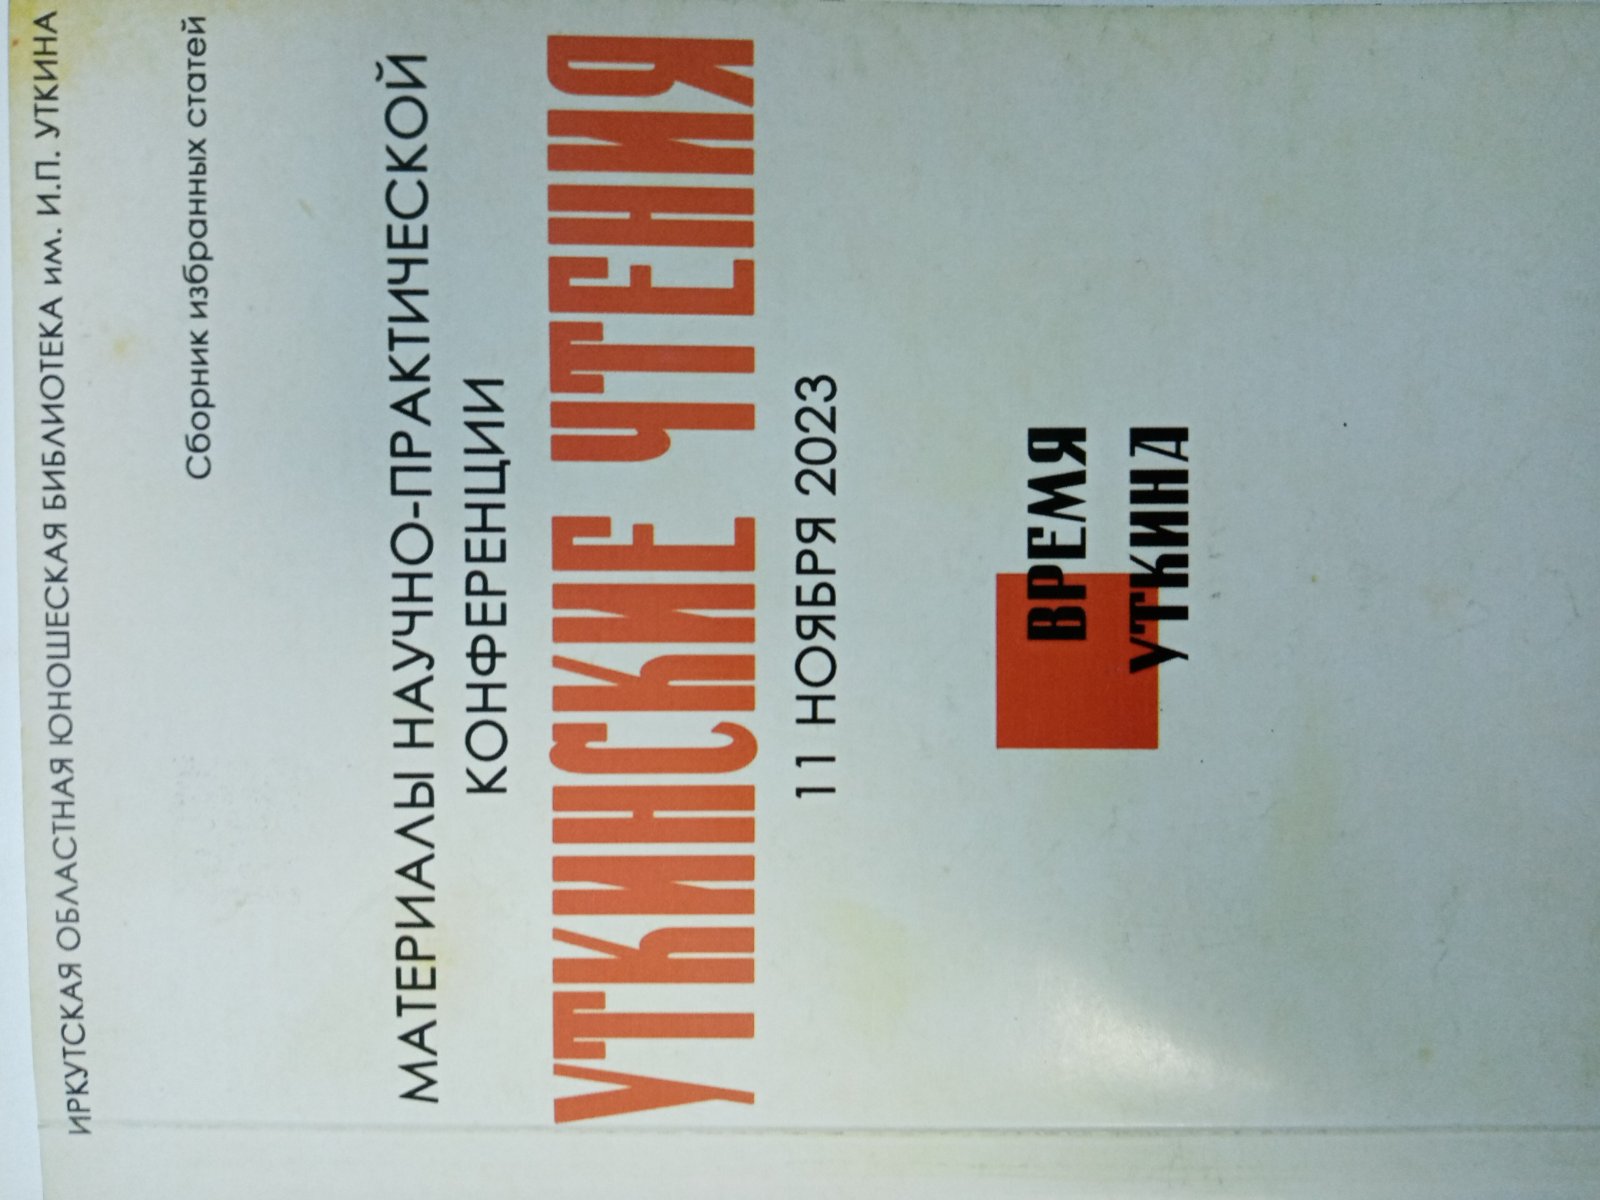 ИРКУТСКАЯ ОБЛАСТНАЯ ЮНОШЕСКАЯ БИБЛИОТЕКА им. И.П. УТКИНА
Сборник избранных статей
МАТЕРИАЛЫ НАУЧНО-ПРАКТИЧЕСКОЙ
КОНФЕРЕНЦИИ
УТКИНСКИЕ ЧТЕНИЯ
11 НОЯБРЯ 2023
ВРЕМЯ
УТКИНА